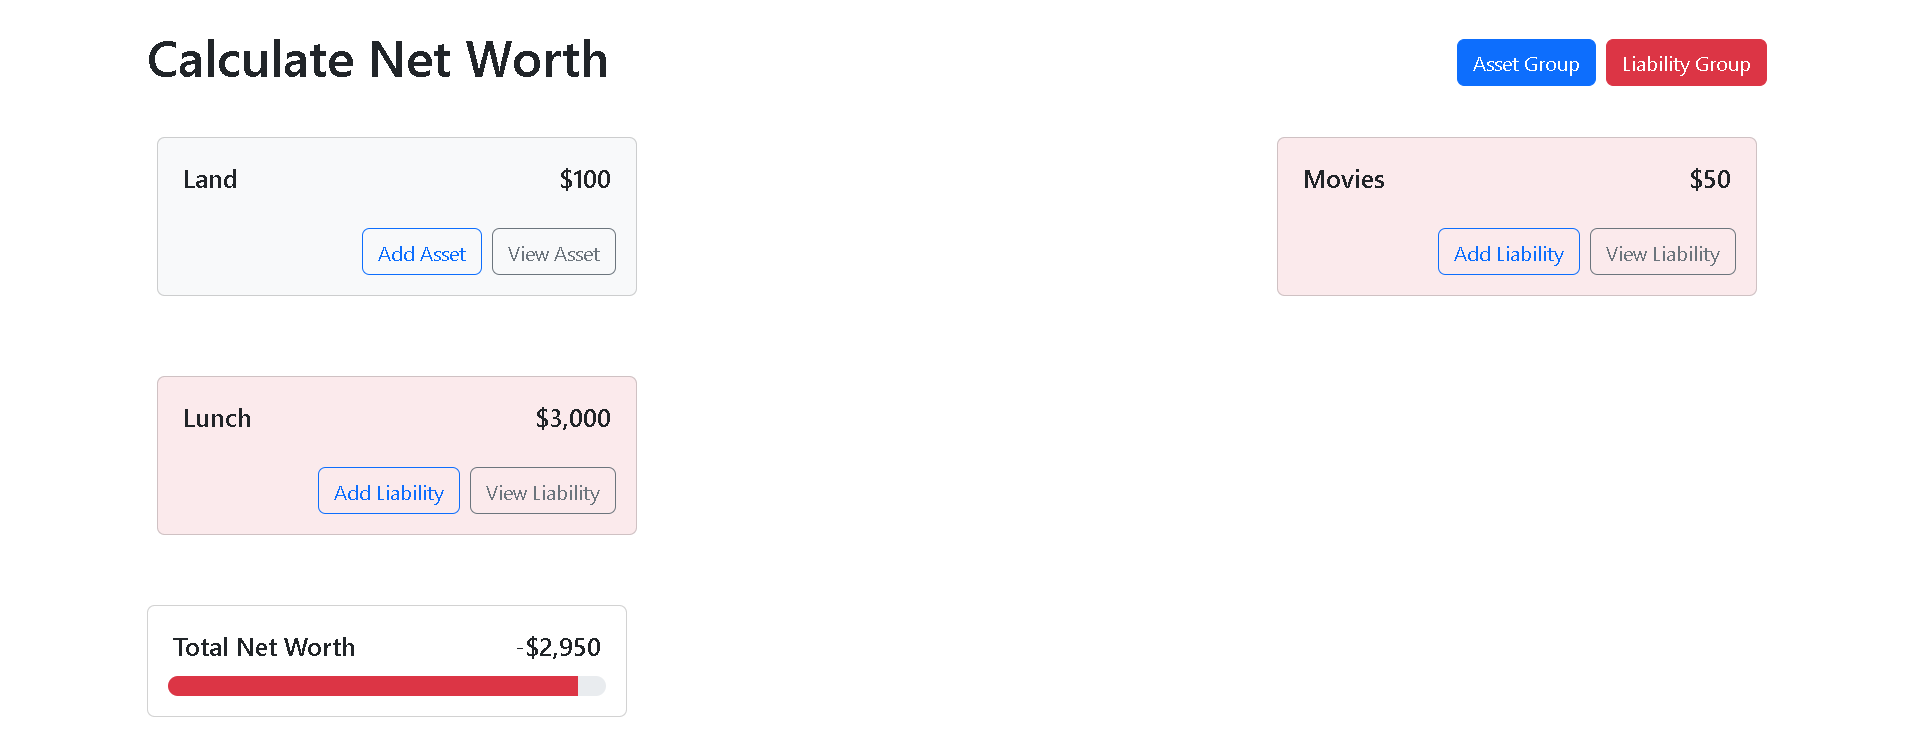 Calculate Net Worth
Asset Group Liability Group
Land $100
Add Asset View Asset
Movies $50
Add Liability View Liability
Lunch $3,000
Add Liability View Liability
Total Net Worth -$2,950